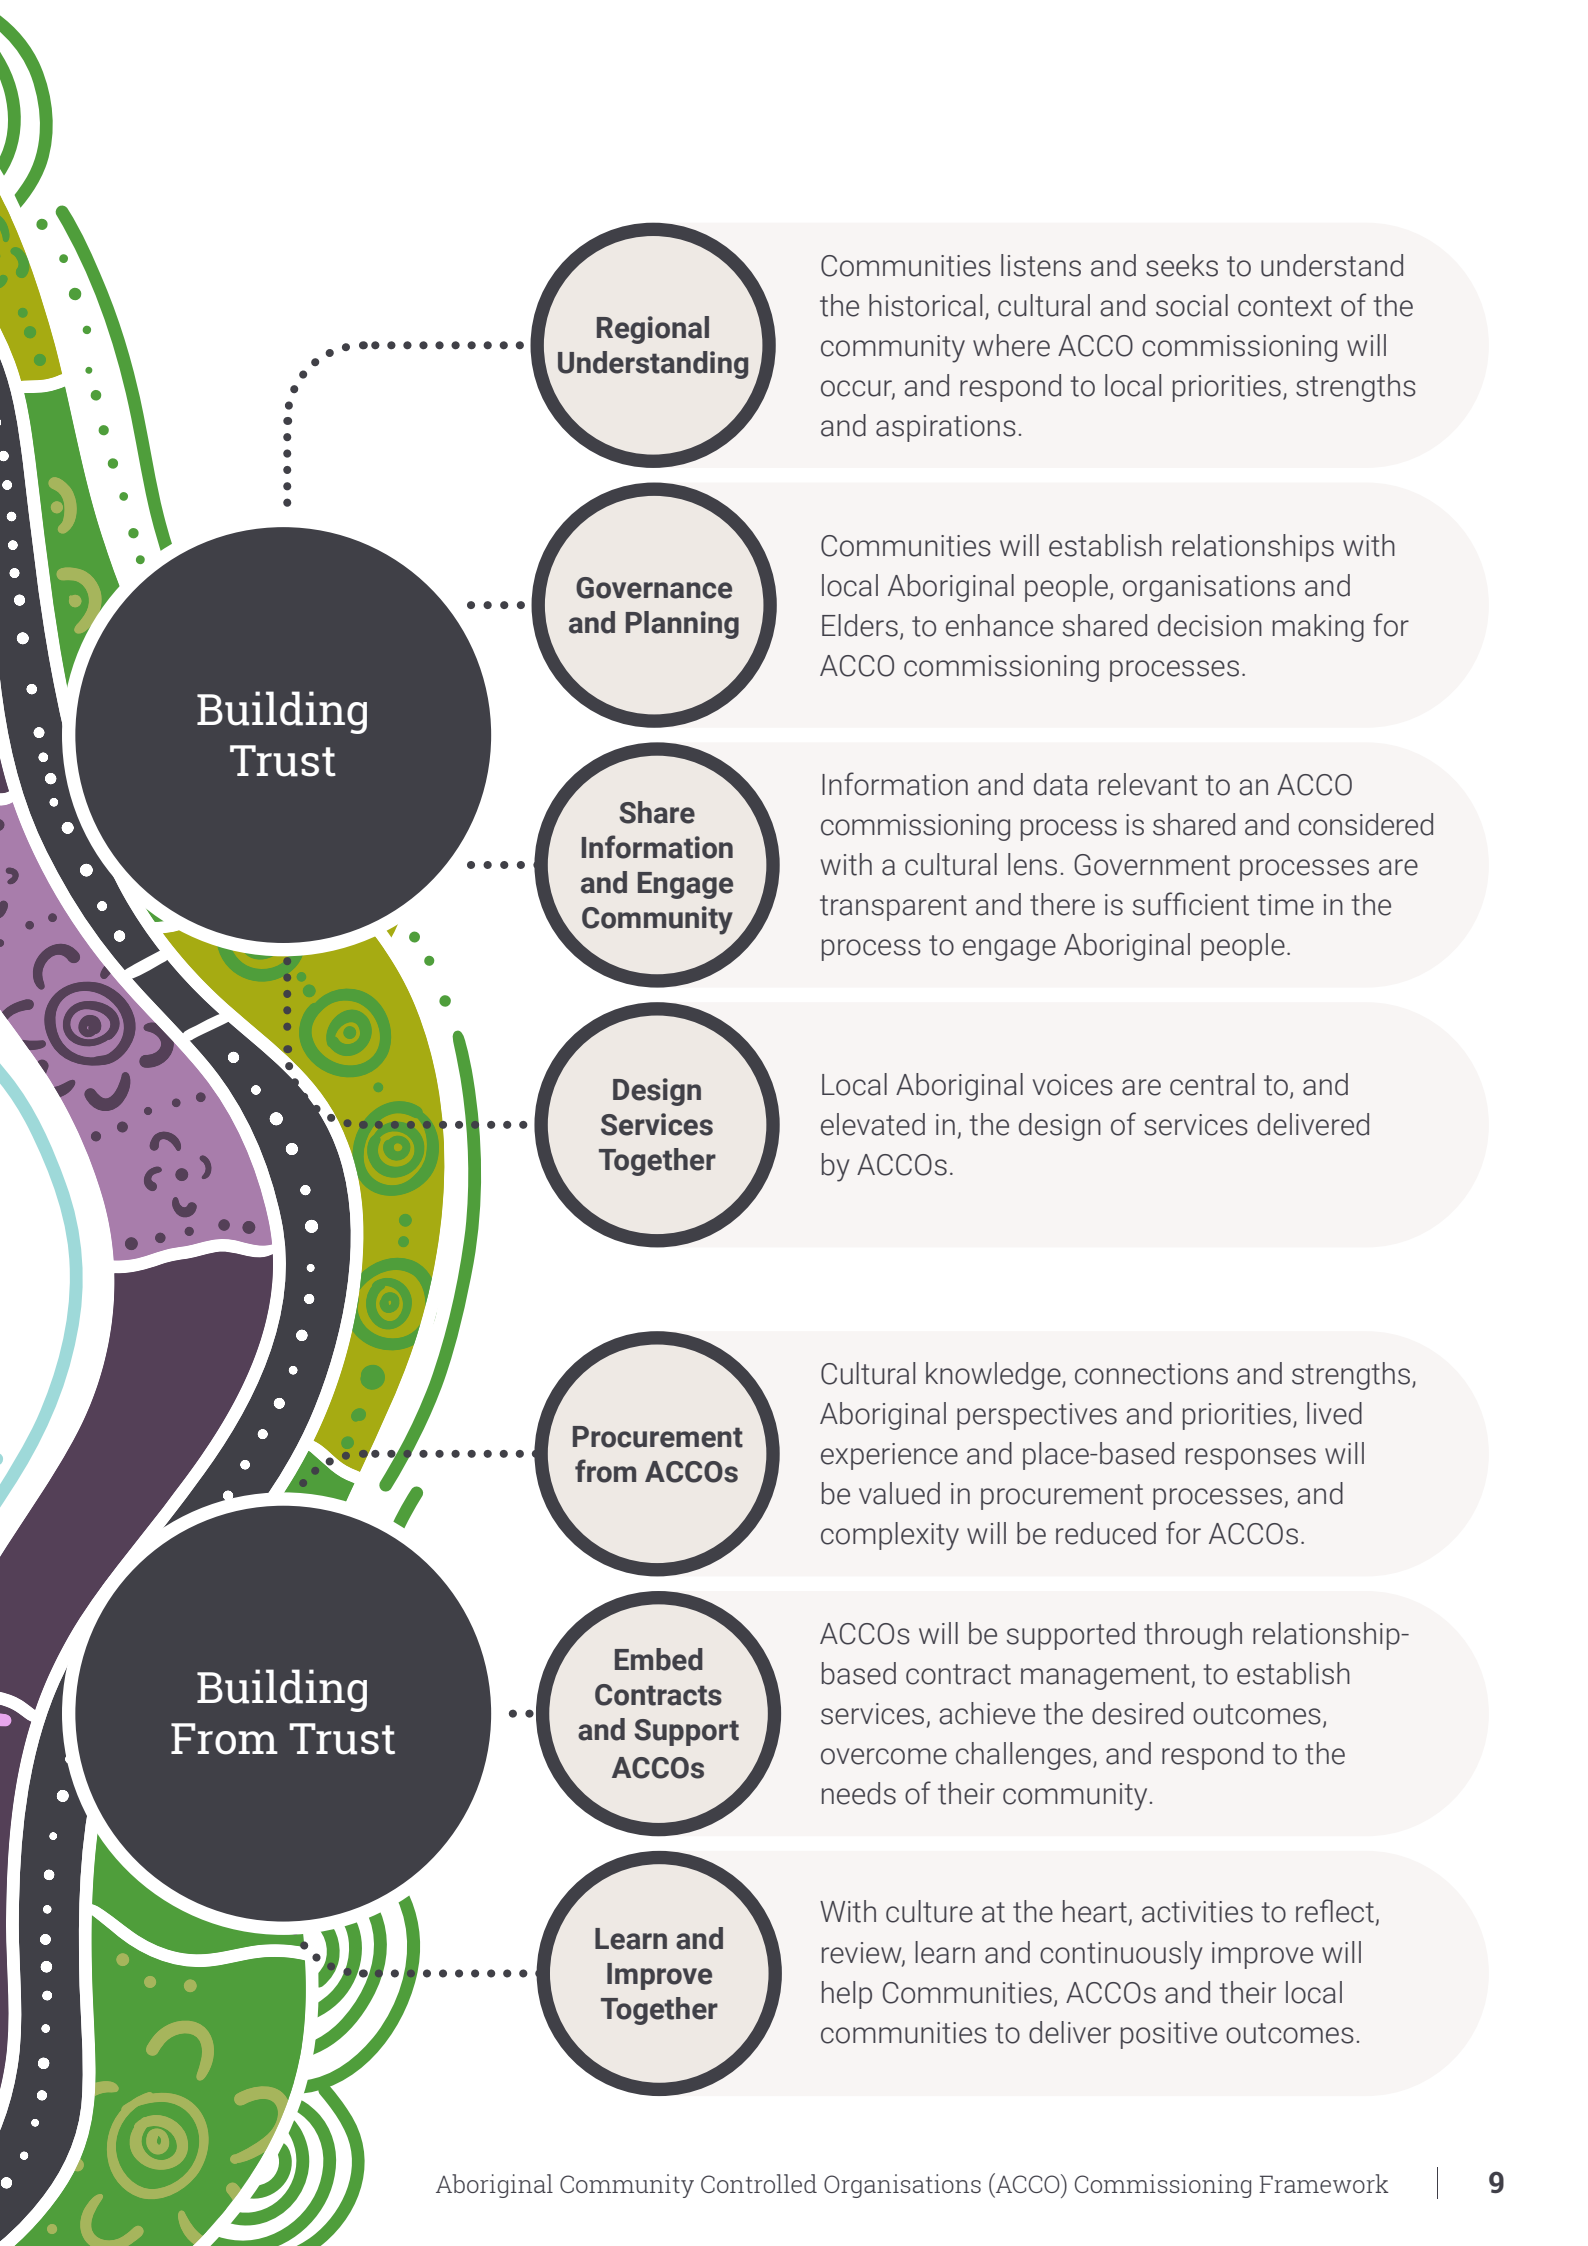 Building
Trust
Regional
Understanding
Communities listens and seeks to understand
the historical, cultural and social context of the
community where ACCO commissioning will
occur, and respond to local priorities, strengths
and aspirations.
Governance
and Planning
Communities will establish relationships with
local Aboriginal people, organisations and
Elders, to enhance shared decision making for
ACCO commissioning processes.
Share
Information
and Engage
Community
Information and data relevant to an ACCO
commissioning process is shared and considered
with a cultural lens. Government processes are
transparent and there is sufficient time in the
process to engage Aboriginal people.
Design
Services
Together
Local Aboriginal voices are central to, and
elevated in, the design of services delivered
by ACCOs.
Building
From Trust
Procurement
from ACCOs
Cultural knowledge, connections and strengths,
Aboriginal perspectives and priorities, lived
experience and place-based responses will
be valued in procurement processes, and
complexity will be reduced for ACCOs.
Embed
Contracts
and Support
ACCOs
ACCOs will be supported through relationship-
based contract management, to establish
services, achieve the desired outcomes,
overcome challenges, and respond to the
needs of their community.
Learn and
Improve
Together
With culture at the heart, activities to reflect,
review, learn and continuously improve will
help Communities, ACCOs and their local
communities to deliver positive outcomes.
Aboriginal Community Controlled Organisations (ACCO) Commissioning Framework 9